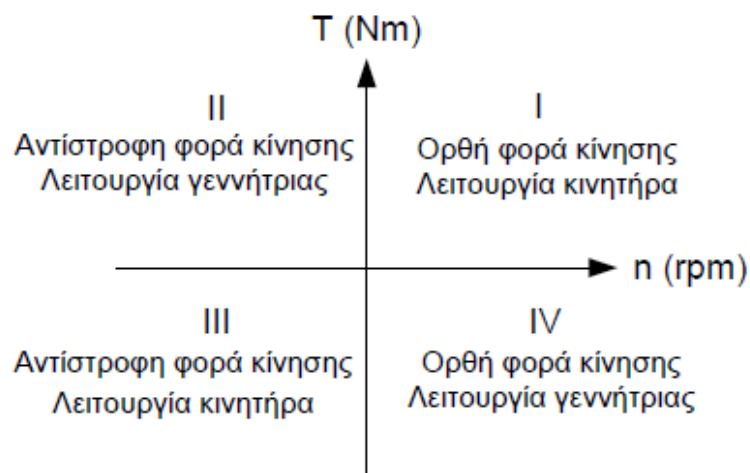 T (Nm)
II
Αντίστροφη φορά κίνησης
Λειτουργία γεννήτριας
I
Ορθή φορά κίνησης
Λειτουργία κινητήρα
n (rpm)
III
Αντίστροφη φορά κίνησης
Λειτουργία κινητήρα
IV
Ορθή φορά κίνησης
Λειτουργία γεννήτριας